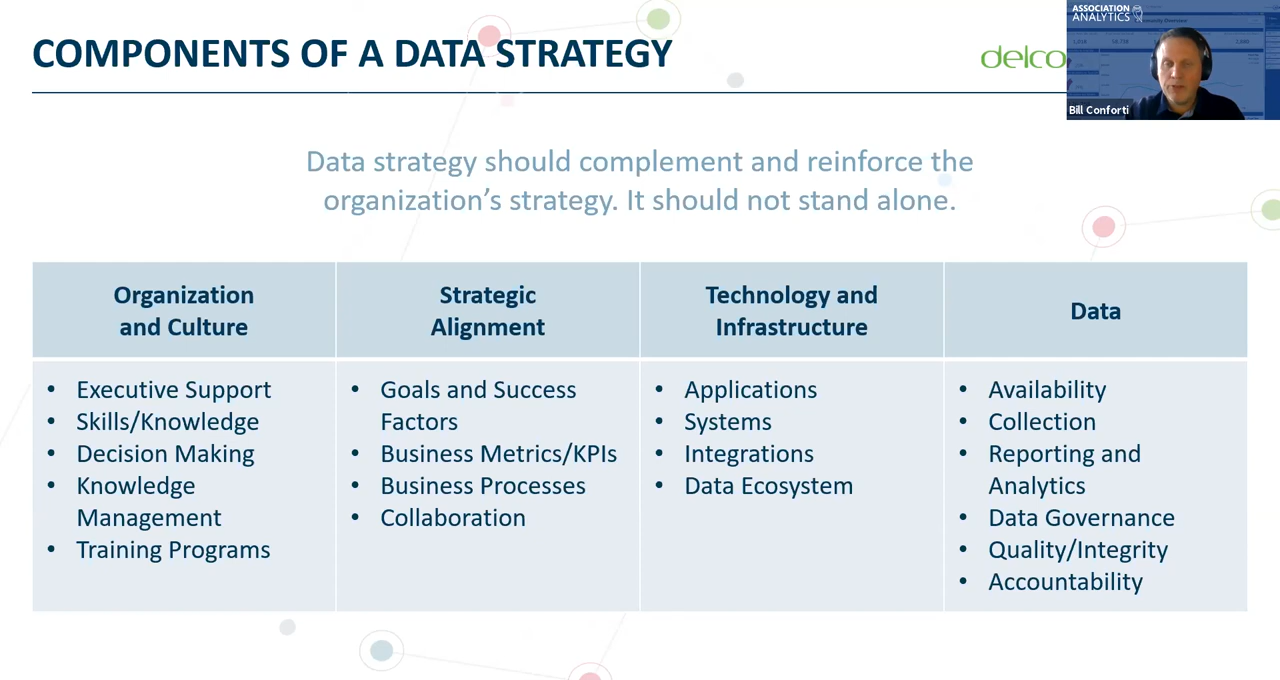 COMPONENTS OF A DATA STRATEGY
delco
ASSOCIATION
ANALYTICS
Bill Conforti
Data strategy should complement and reinforce the
organization’s strategy. It should not stand alone.
Organization
and Culture
• Executive Support
• Skills/Knowledge
• Decision Making
• Knowledge
Management
• Training Programs
Strategic
Alignment
• Goals and Success
Factors
• Business Metrics/KPIs
• Business Processes
• Collaboration
Technology and
Infrastructure
• Applications
• Systems
• Integrations
• Data Ecosystem
Data
• Availability
• Collection
• Reporting and
Analytics
• Data Governance
• Quality/Integrity
• Accountability